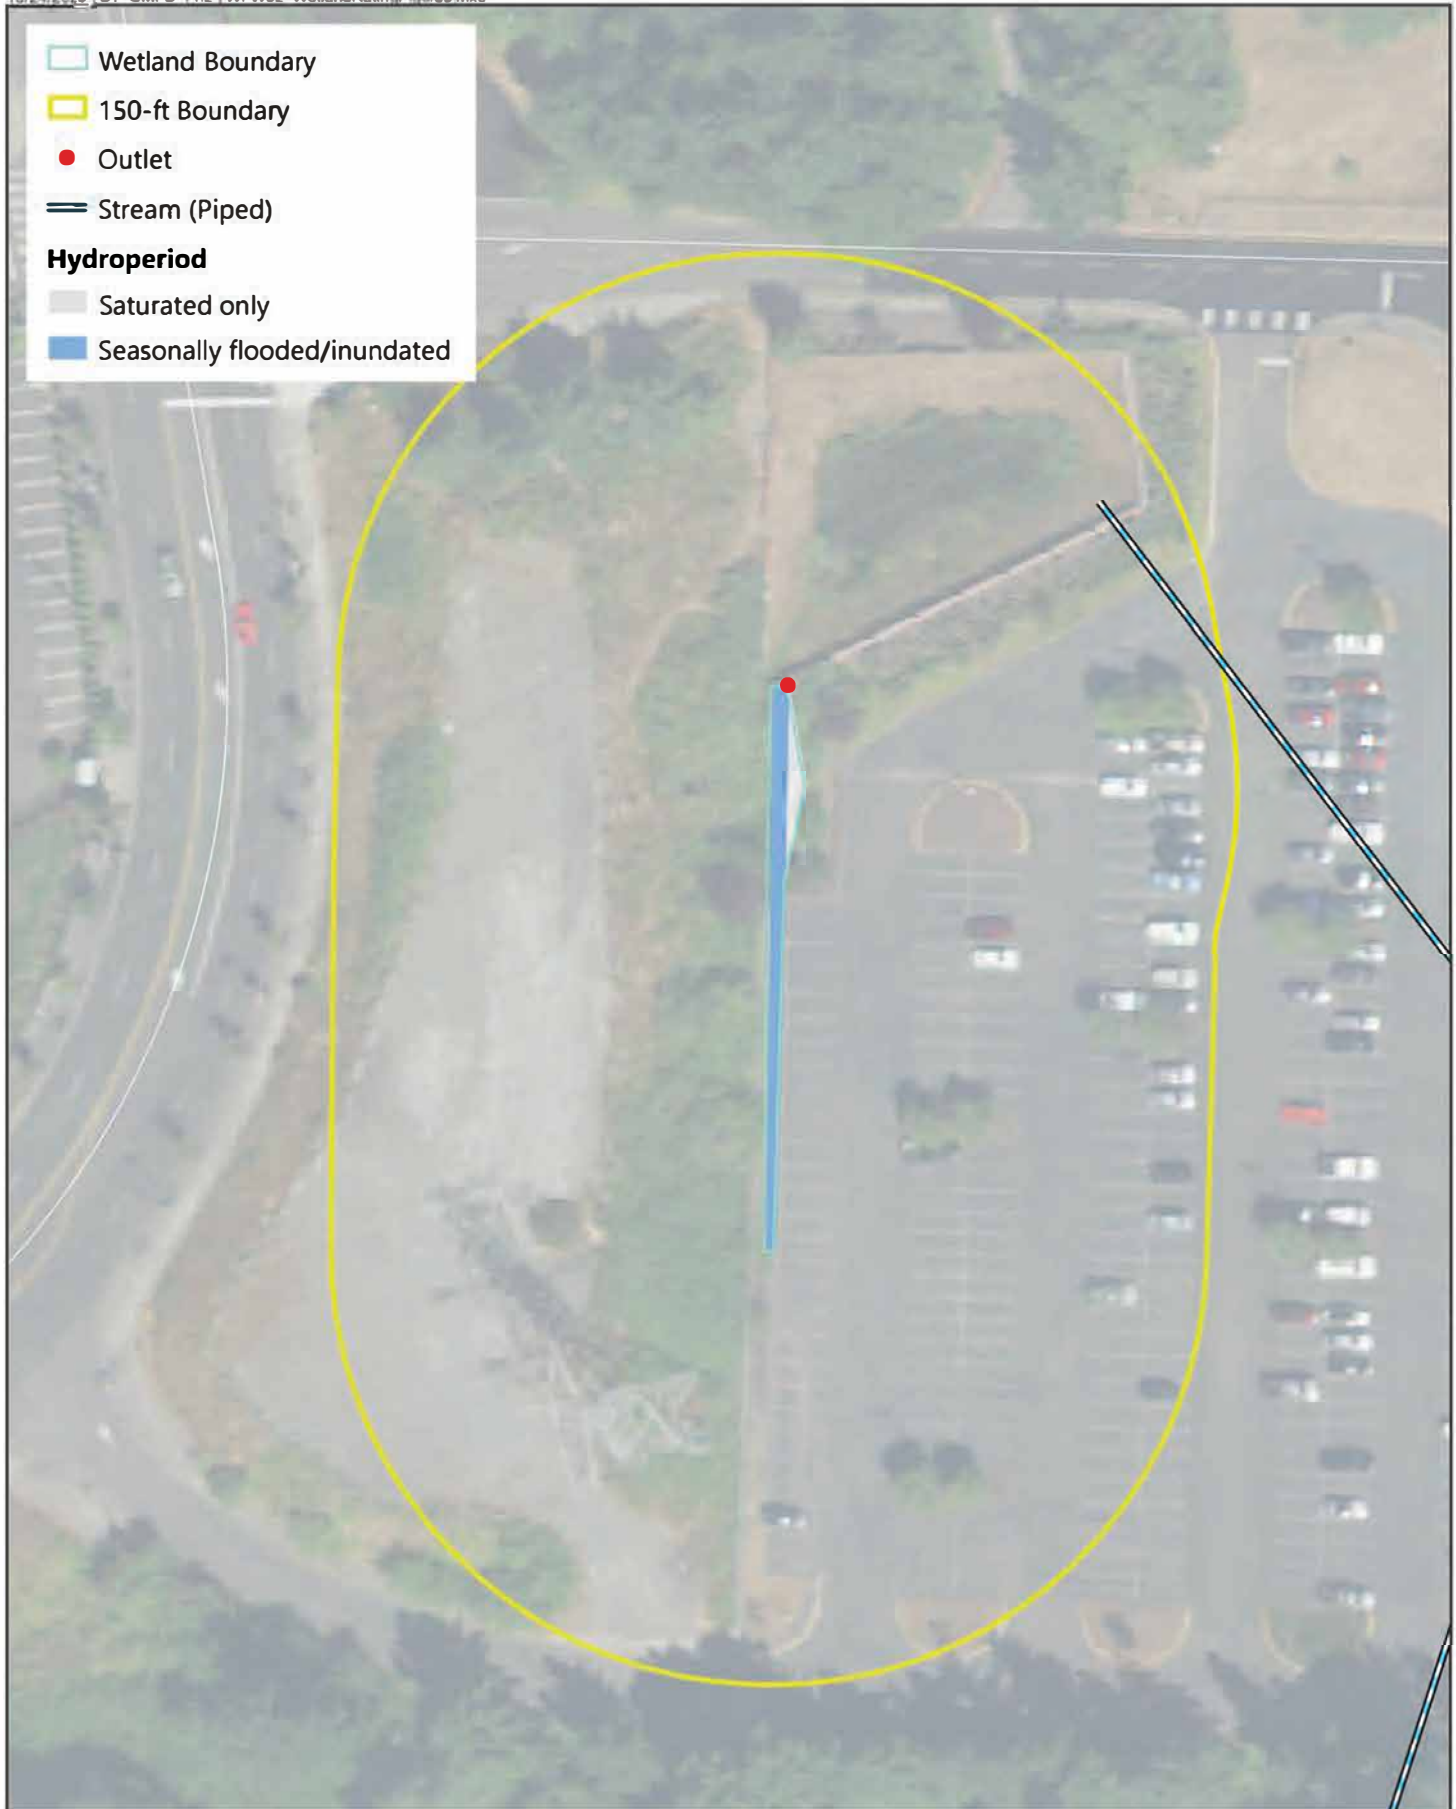 Wetland Boundary
150-ft Boundary
Outlet
Stream (Piped)
Hydroperiod
Saturated only
Seasonally flooded/inundated